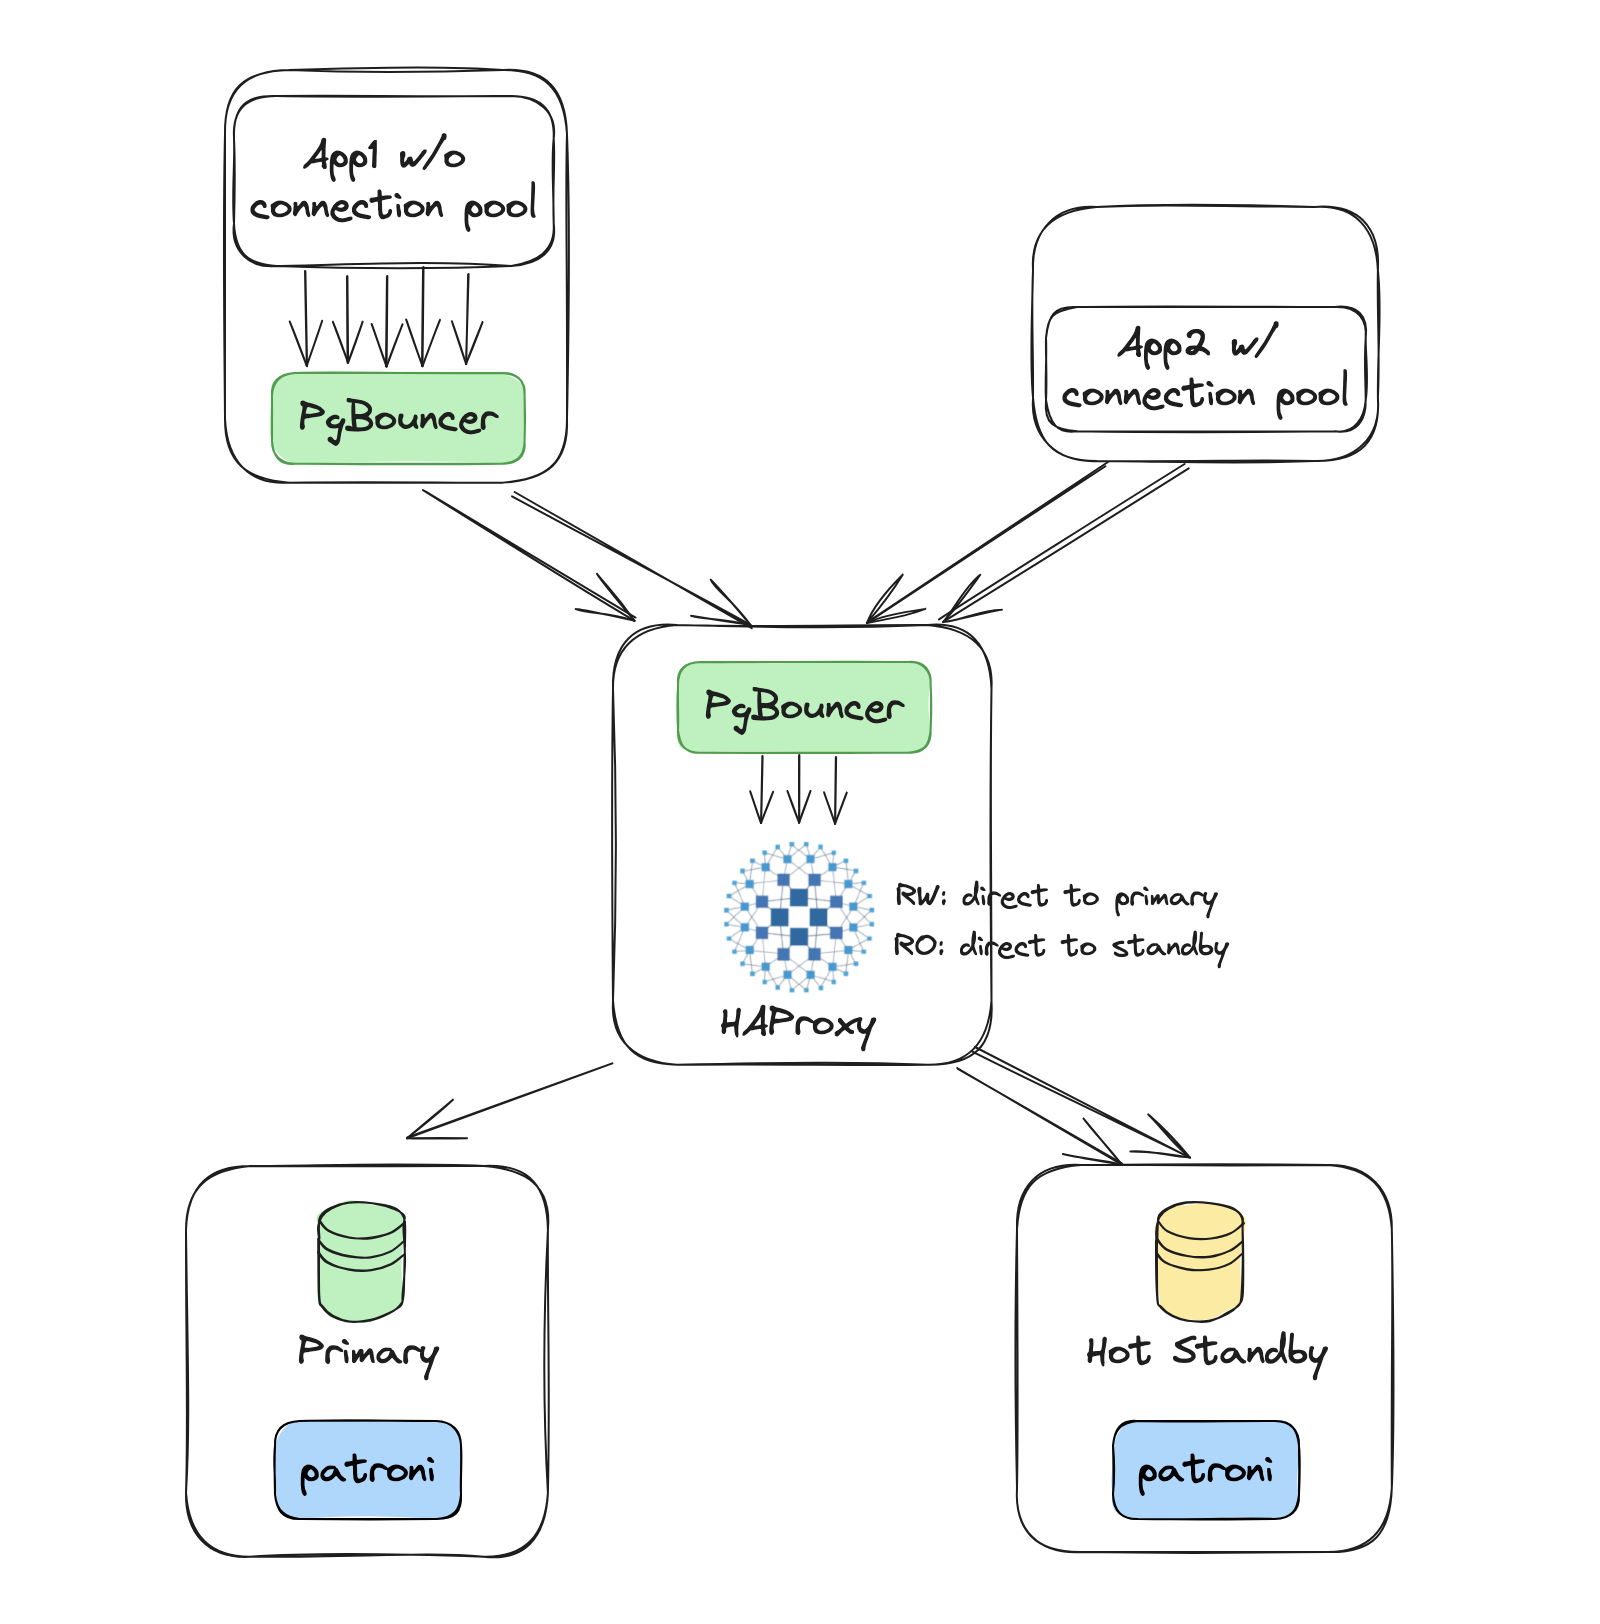 App1 w/o
connection pool
PgBouncer
App2 w/
connection pool
PgBouncer
RW: direct to primary
RO: direct to standby
HAProxy
Primary
patroni
Hot Standby
patroni